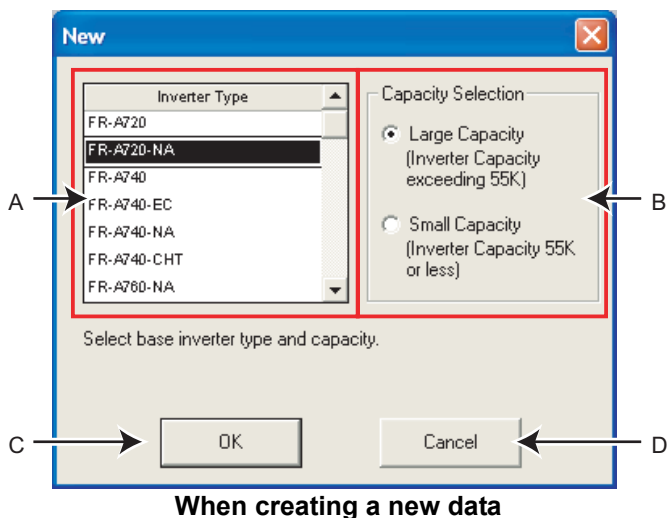 New
Inverter Type
FR-A720
FR-A720-NA
FR-A740
FR-A740-EC
FR-A740-NA
FR-A740-CHT
FR-A760-NA
Capacity Selection
Large Capacity
(Inverter Capacity
exceeding 55K)
Small Capacity
(Inverter Capacity 55K
or less)
A
B
Select base inverter type and capacity.
C
OK
Cancel
D
When creating a new data